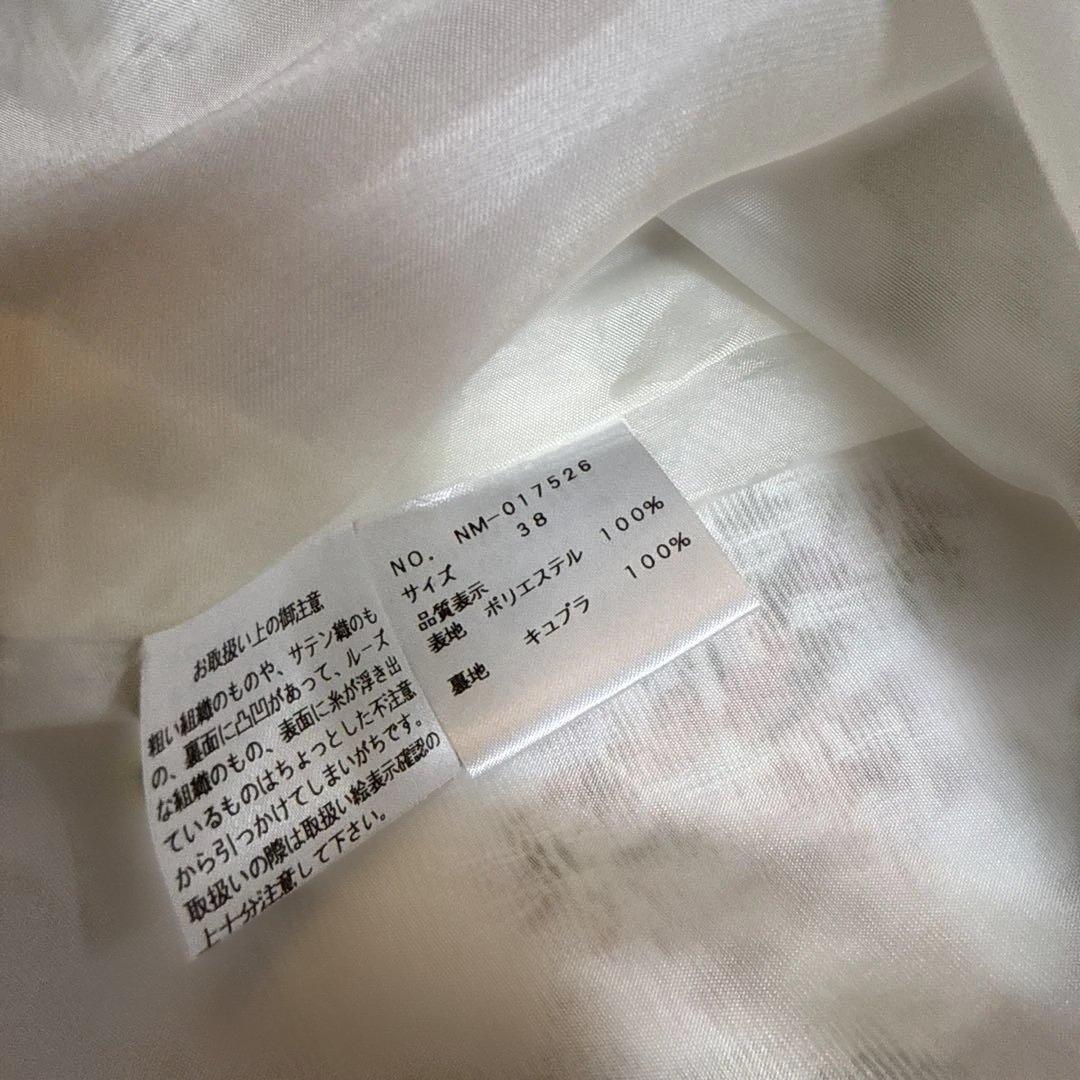 お取扱い上の御注意
粗い組織のものや、サテン織のも
の、裏面に凸凹があって、ルーズ
な組織のもの、表面に糸が浮き出
ているものはちょっとした不注意
から引っかけてしまいがちです。
取扱いの際は取扱い絵表示確認の
上十分注意して下さい。
NO. NM-017526
サイズ 38
品質表示
表地 ポリエステル 100%
裏地 キュプラ 100%